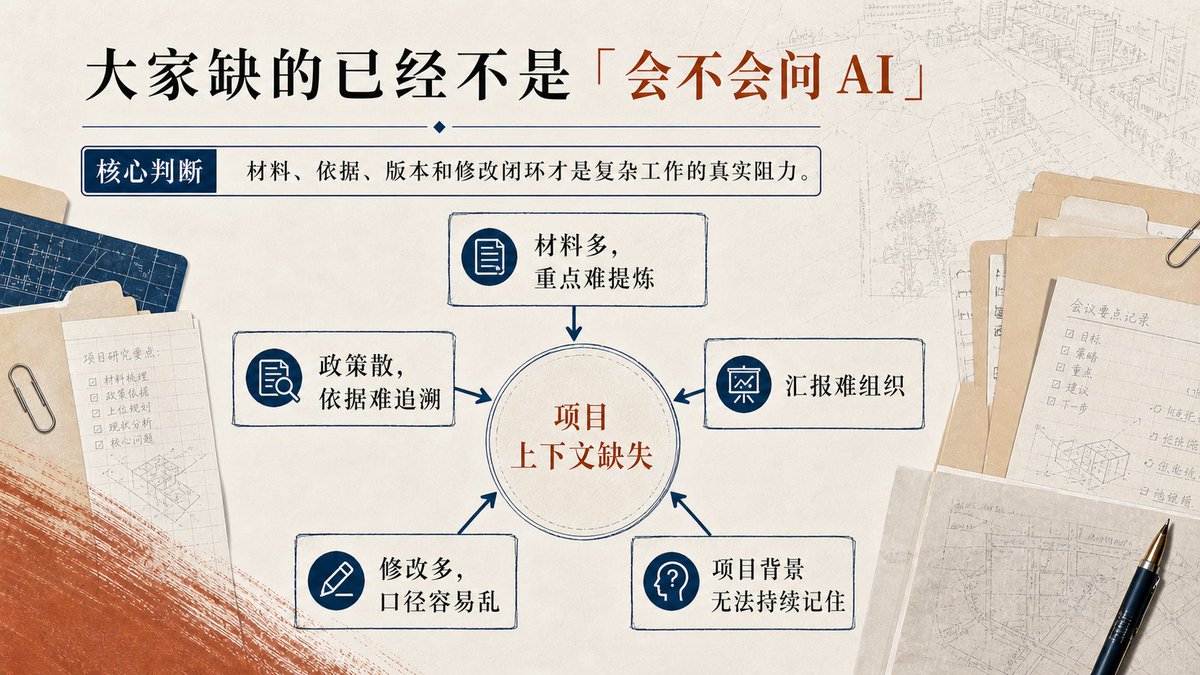 大家缺的已经不是「会不会问 AI」
核心判断
材料、依据、版本和修改闭环才是复杂工作的真实阻力。
材料多,
重点难提炼
政策散,
依据难追溯
汇报难组织
项目
上下文缺失
修改多,
口径容易乱
项目背景
无法持续记住
项目研究要点:
材料梳理
政策依据
上位规划
现状分析
核心问题
会议要点记录
目标
策略
重点
建议
下一步